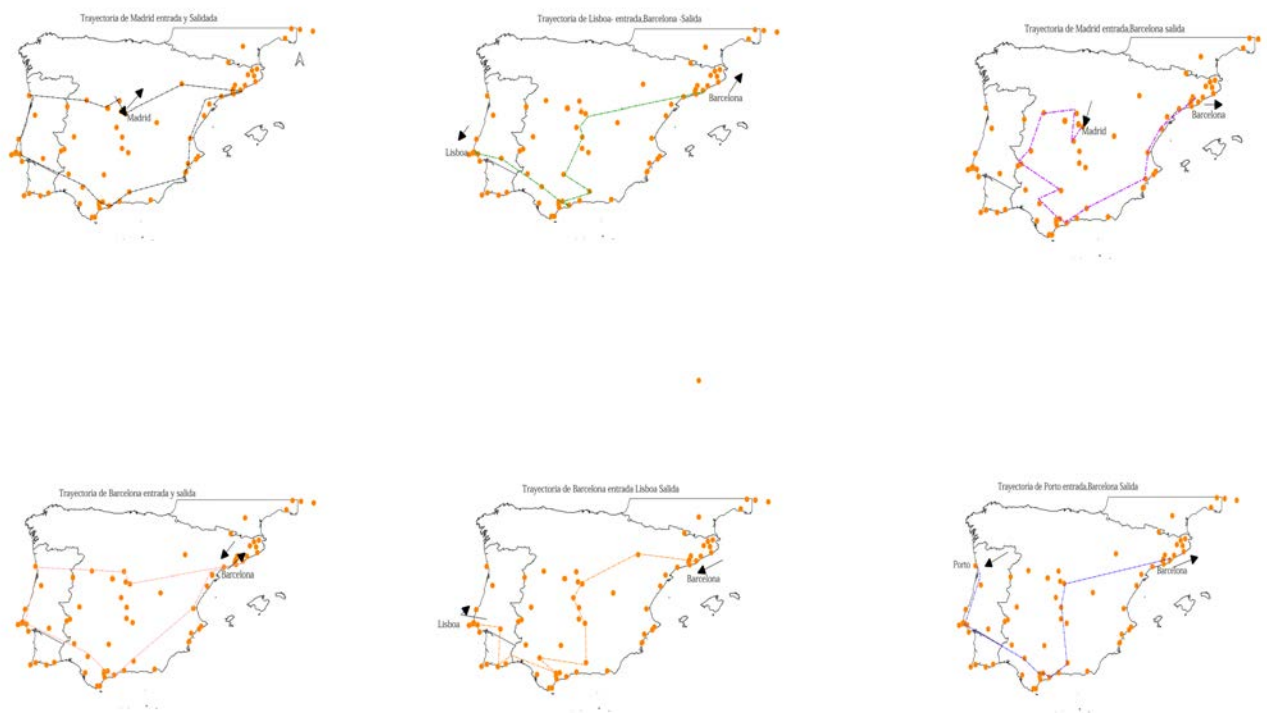 Trayectoria de Madrid entrada y Salidada
Madrid
Trayectoria de Lisboa- entrada,Barcelona -Salida
Barcelona
Lisboa
Trayectoria de Madrid entrada,Barcelona salida
Barcelona
Madrid
Trayectoria de Barcelona entrada y salida
Barcelona
Trayectoria de Barcelona entrada Lisboa Salida
Barcelona
Lisboa
Trayectoria de Porto entrada,Barcelona Salida
Porto
Barcelona